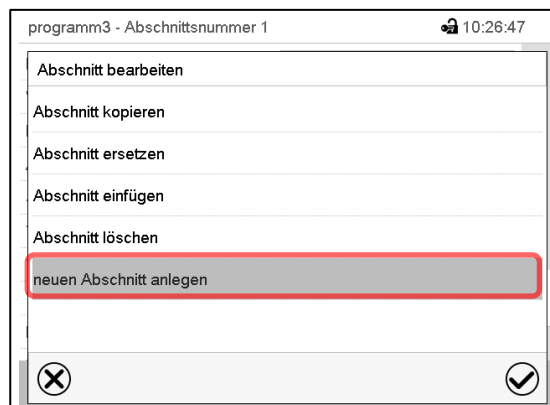 programm3 - Abschnittsnummer 1 10:26:47
Abschnitt bearbeiten
Abschnitt kopieren
Abschnitt ersetzen
Abschnitt einfügen
Abschnitt löschen
neuen Abschnitt anlegen